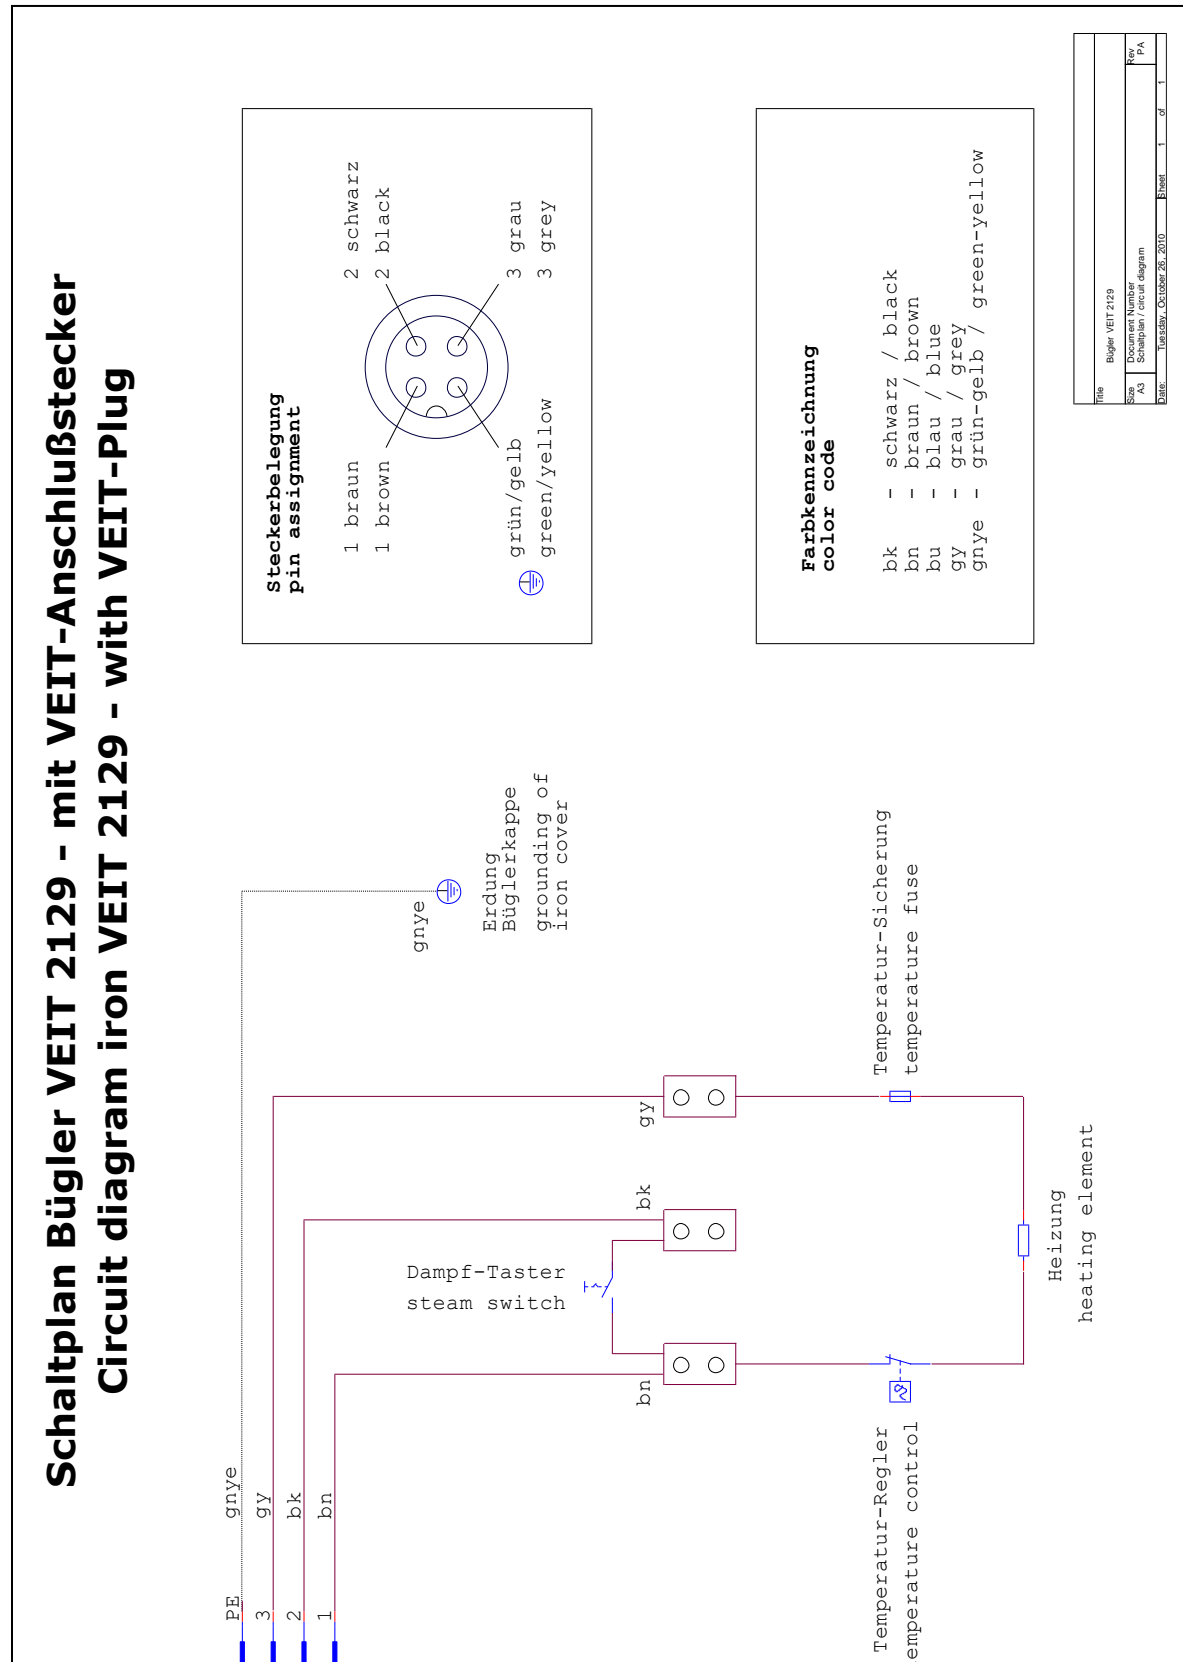 Schaltplan Bügler VEIT 2129 - mit VEIT-Anschlußstecker
Circuit diagram iron VEIT 2129 - with VEIT-Plug
PE
gnye
3
gy
2
bk
1
bn
gnye
Erdung
Büglerkappe
grounding of
iron cover
Dampf-Taster
steam switch
bn
bk
gy
Temperatur-Regler
emperature control
Temperatur-Sicherung
temperature fuse
Heizung
heating element
Steckerbelegung
pin assignment
1 braun
1 brown
2 schwarz
2 black
grün/gelb
green/yellow
3 grau
3 grey
Farbkennzeichnung
color code
bk - schwarz / black
bn - braun / brown
bu - blau / blue
gy - grau / grey
gnye - grün-gelb / green-yellow
Title
Bügler VEIT 2129
Size
A3
Document Number
Schaltplan / circuit diagram
Rev
PA
Date: Tuesday, October 26, 2010 Sheet 1 of 1